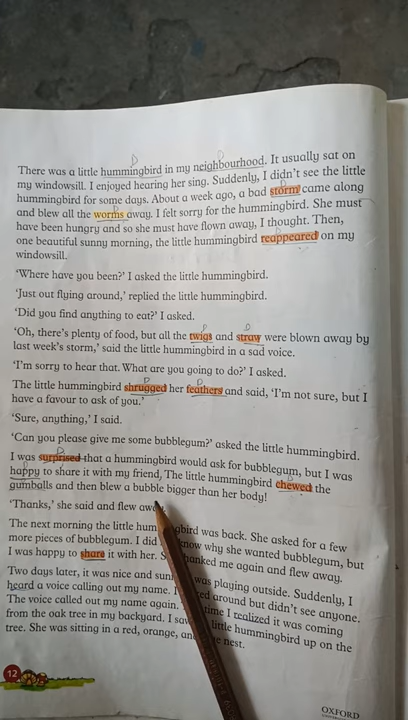 There was a little hummingbird in my neighbourhood. It usually sat on
my windowsill. I enjoyed hearing her sing. Suddenly, I didn't see the little
hummingbird for some days. About a week ago, a bad storm came along
and blew all the worms away. I felt sorry for the hummingbird. She must
have been hungry and so she must have flown away, I thought. Then,
one beautiful sunny morning, the little hummingbird reappeared on my
windowsill.
'Where have you been?' I asked the little hummingbird.
'Just out flying around,' replied the little hummingbird.
'Did you find anything to eat?' I asked.
'Oh, there's plenty of food, but all the twigs and straw were blown away by
last week's storm,' said the little hummingbird in a sad voice.
'I'm sorry to hear that. What are you going to do?' I asked.
The little hummingbird shrugged her feathers and said, 'I'm not sure, but I
have a favour to ask of you.'
'Sure, anything,' I said.
'Can you please give me some bubblegum?' asked the little hummingbird.
I was surprised that a hummingbird would ask for bubblegum, but I was
happy to share it with my friend. The little hummingbird chewed the
gumballs and then blew a bubble bigger than her body!
'Thanks,' she said and flew
The next morning the little gbird was back. She asked for a few
more pieces of bubblegum. I did now why she wanted bubblegum, but
I was happy to share it with her. hanked me again and flew away.
Two days later, it was nice and was playing outside. Suddenly, I
heard a voice calling out my name. I around but didn't see anyone.
The voice called out my name again. time I realized it was coming
from the oak tree in my backyard. I little hummingbird up on the
tree. She was sitting in a red, orange, nest.
12
OXFORD